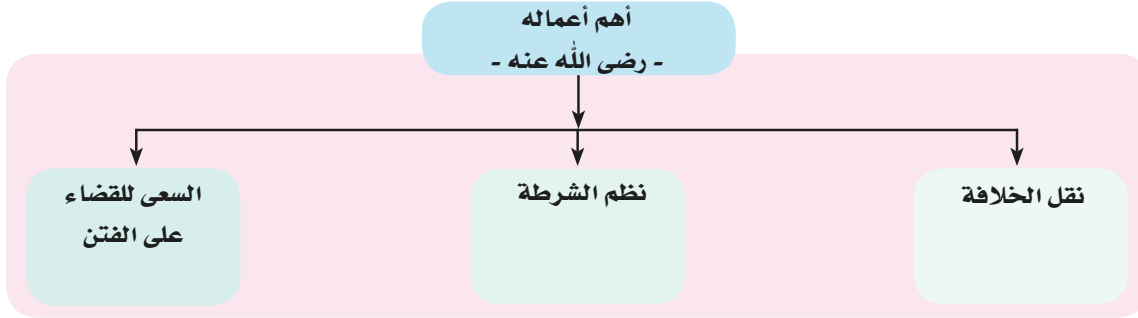 أهم أعماله
- رضى الله عنه -
نقل الخلافة
نظم الشرطة
السعى للقضاء
على الفتن